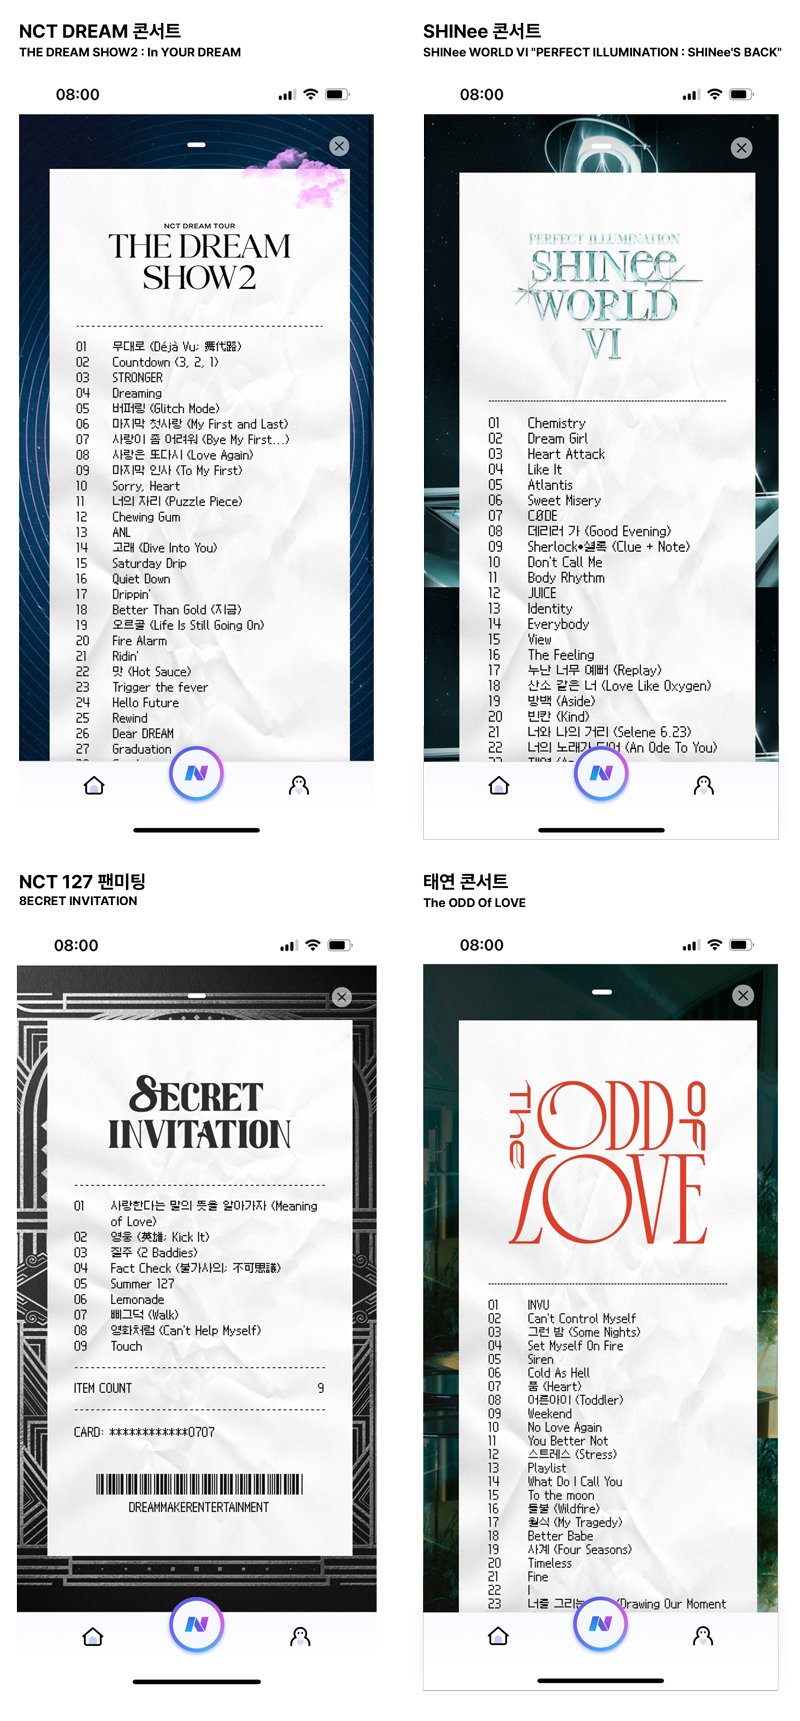 NCT DREAM 콘서트
THE DREAM SHOW2 : In YOUR DREAM
08:00
NCT DREAM TOUR
THE DREAM
SHOW2
01 무대로 (Déjà Vu; 舞代路)
02 Countdown (3, 2, 1)
03 STRONGER
04 Dreaming
05 버퍼링 (Glitch Mode)
06 마지막 첫사랑 (My First and Last)
07 사랑이 좀 어려워 (Bye My First...)
08 사랑은 또다시 (Love Again)
09 마지막 인사 (To My First)
10 Sorry, Heart
11 너의 자리 (Puzzle Piece)
12 Chewing Gum
13 ANL
14 고래 (Dive Into You)
15 Saturday Drip
16 Quiet Down
17 Drippin'
18 Better Than Gold (지금)
19 오르골 (Life Is Still Going On)
20 Fire Alarm
21 Ridin'
22 맛 (Hot Sauce)
23 Trigger the fever
24 Hello Future
25 Rewind
26 Dear DREAM
27 Graduation
SHINee 콘서트
SHINee WORLD VI "PERFECT ILLUMINATION : SHINee'S BACK"
08:00
PERFECT ILLUMINATION
SHINee
WORLD
VI
01 Chemistry
02 Dream Girl
03 Heart Attack
04 Like It
05 Atlantis
06 Sweet Misery
07 CØDE
08 데리러 가 (Good Evening)
09 Sherlock•셜록 (Clue + Note)
10 Don't Call Me
11 Body Rhythm
12 JUICE
13 Identity
14 Everybody
15 View
16 The Feeling
17 누난 너무 예뻐 (Replay)
18 산소 같은 너 (Love Like Oxygen)
19 방백 (Aside)
20 빈칸 (Kind)
21 너와 나의 거리 (Selene 6.23)
22 너의 노래가 되어 (An Ode To You)
NCT 127 팬미팅
8ECRET INVITATION
08:00
8ECRET
INVITATION
01 사랑한다는 말의 뜻을 알아가자 (Meaning
of Love)
02 영웅 (英雄; Kick It)
03 질주 (2 Baddies)
04 Fact Check (불가사의; 不可思議)
05 Summer 127
06 Lemonade
07 삐그덕 (Walk)
08 영화처럼 (Can't Help Myself)
09 Touch
ITEM COUNT 9
CARD: ************0707
DREAMMAKERENTERTAINMENT
태연 콘서트
The ODD Of LOVE
08:00
The ODD OF
LOVE
01 INVU
02 Can't Control Myself
03 그런 밤 (Some Nights)
04 Set Myself On Fire
05 Siren
06 Cold As Hell
07 품 (Heart)
08 어른아이 (Toddler)
09 Weekend
10 No Love Again
11 You Better Not
12 스트레스 (Stress)
13 Playlist
14 What Do I Call You
15 To the moon
16 들불 (Wildfire)
17 월식 (My Tragedy)
18 Better Babe
19 사계 (Four Seasons)
20 Timeless
21 Fine
22 I
23 너를 그리는 (Drawing Our Moment